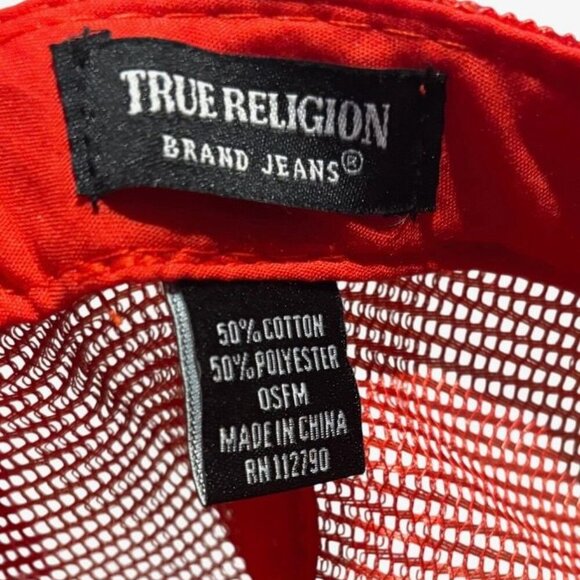 TRUE RELIGION
BRAND JEANS®
50% COTTON
50% POLYESTER
OSFM
MADE IN CHINA
RN 112790